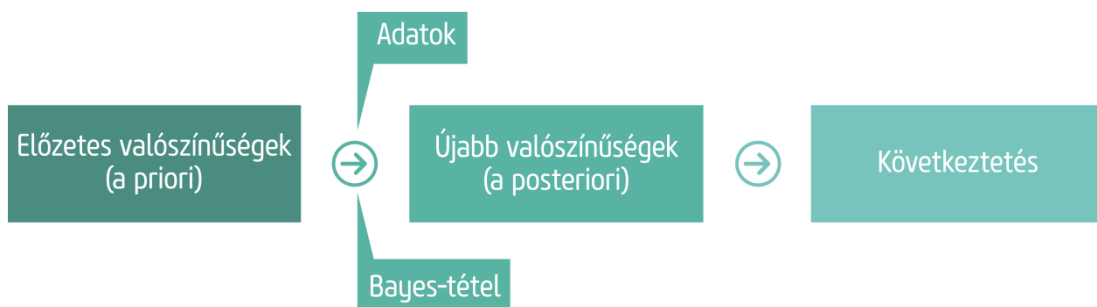 Adatok
Előzetes valószínűségek
(a priori)
Újabb valószínűségek
(a posteriori)
Következtetés
Bayes-tétel